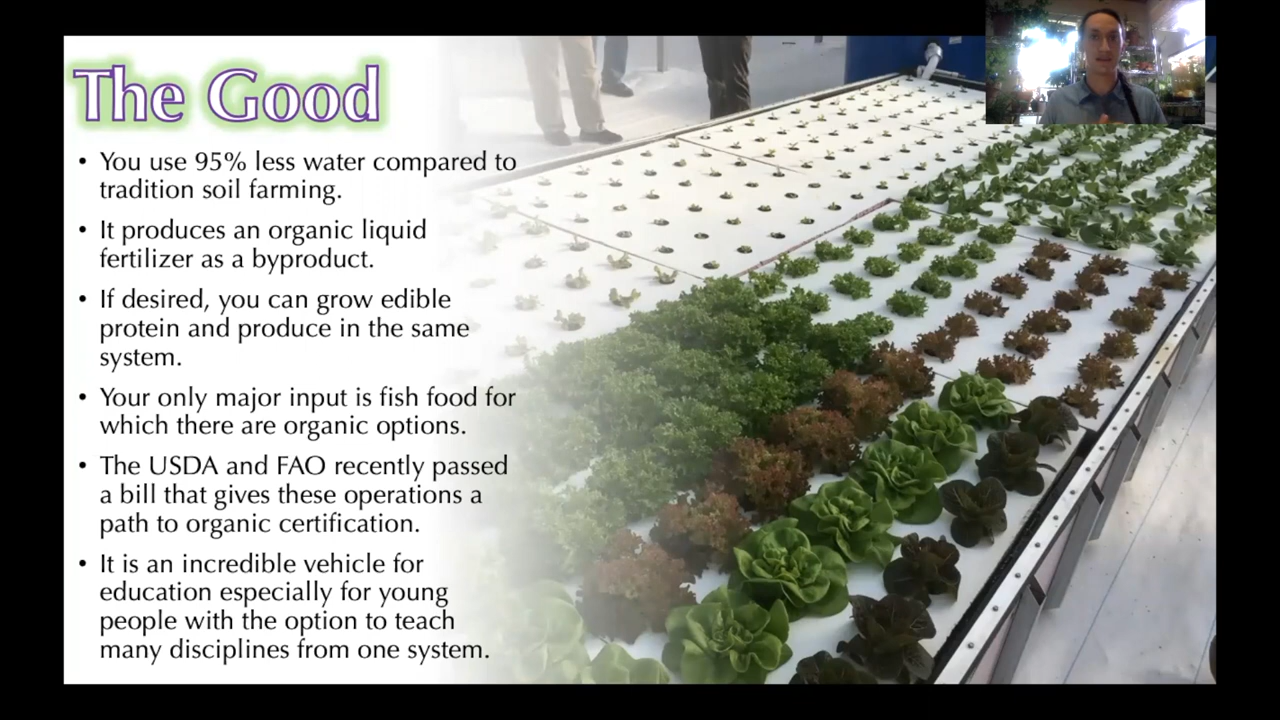 The Good
• You use 95% less water compared to
tradition soil farming.
• It produces an organic liquid
fertilizer as a byproduct.
• If desired, you can grow edible
protein and produce in the same
system.
• Your only major input is fish food for
which there are organic options.
• The USDA and FAO recently passed
a bill that gives these operations a
path to organic certification.
• It is an incredible vehicle for
education especially for young
people with the option to teach
many disciplines from one system.